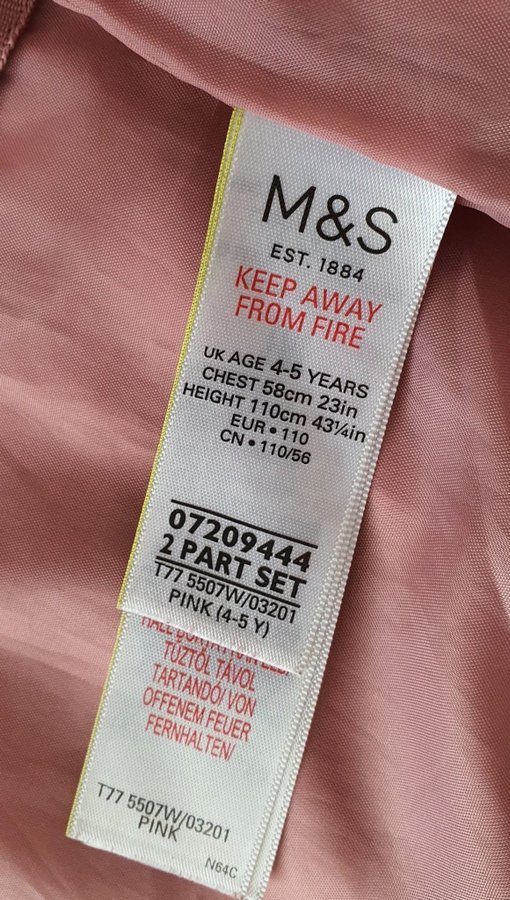 M&S
EST. 1884
KEEP AWAY
FROM FIRE
UK AGE 4-5 YEARS
CHEST 58cm 23in
HEIGHT 110cm 43¼in
EUR • 110
CN • 110/56
07209444
2 PART SET
T77 5507W/03201
PINK (4-5 Y)
TŰZTŐL TÁVOL
TARTANDÓ/ VON
OFFENEM FEUER
FERNHALTEN/
T77 5507W/03201
PINK
N64C